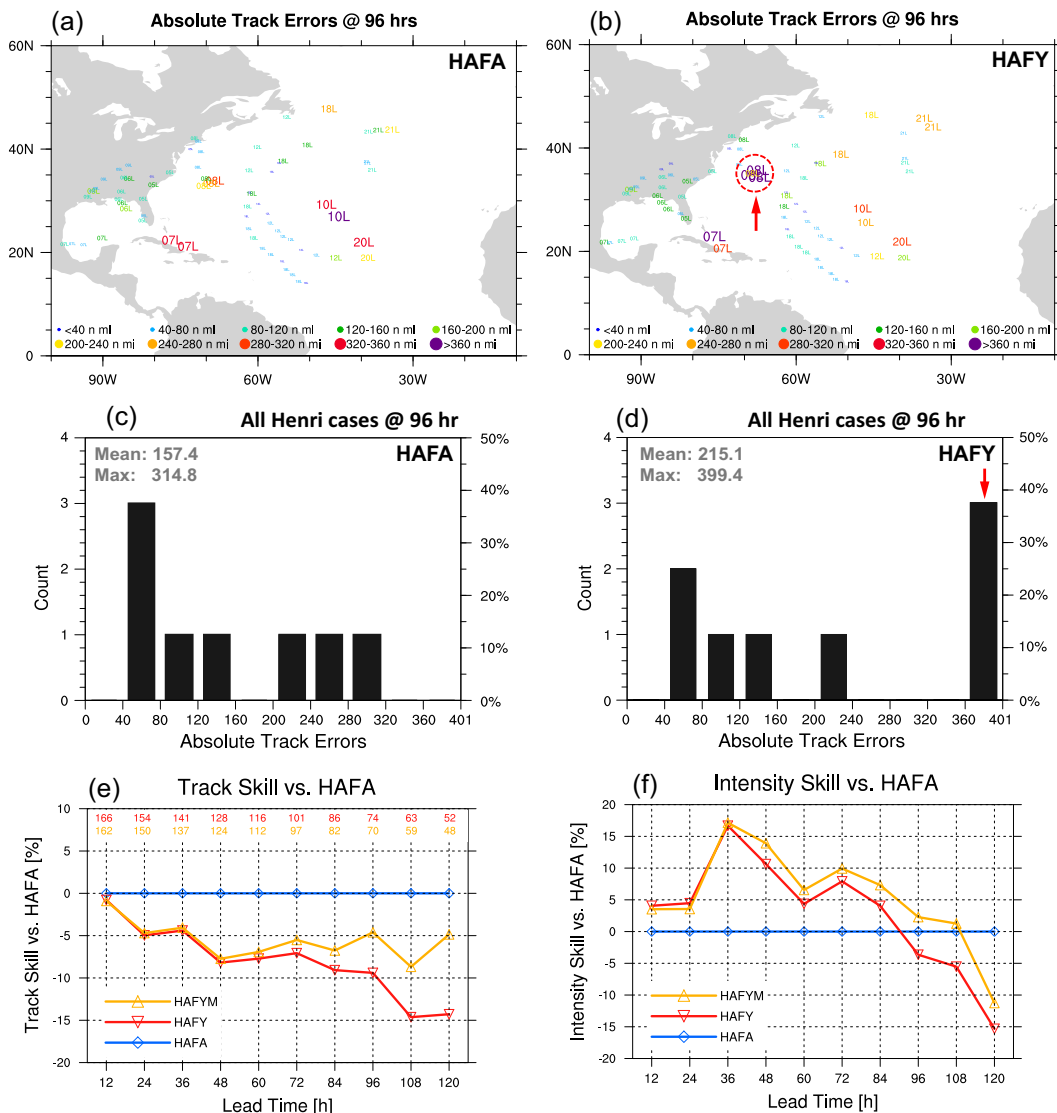 (a)
Absolute Track Errors @ 96 hrs
HAFA
60N
40N
20N
0
90W
60W
30W
18L
21L
21L
08L
10L
10L
07L
07L
20L
20L
12L
18L
18L
05L
06L
06L
<40 n mi
40-80 n mi
80-120 n mi
120-160 n mi
160-200 n mi
200-240 n mi
240-280 n mi
280-320 n mi
320-360 n mi
>360 n mi
(b)
Absolute Track Errors @ 96 hrs
HAFY
60N
40N
20N
0
90W
60W
30W
18L
21L
21L
18L
08L
08L
10L
10L
07L
07L
20L
12L
20L
<40 n mi
40-80 n mi
80-120 n mi
120-160 n mi
160-200 n mi
200-240 n mi
240-280 n mi
280-320 n mi
320-360 n mi
>360 n mi
(c)
All Henri cases @ 96 hr
HAFA
Mean: 157.4
Max: 314.8
4
3
2
1
0
Count
50%
40%
30%
20%
10%
0%
0 40 80 120 160 200 240 280 320 360 401
Absolute Track Errors
(d)
All Henri cases @ 96 hr
HAFY
Mean: 215.1
Max: 399.4
4
3
2
1
0
Count
50%
40%
30%
20%
10%
0%
0 40 80 120 160 200 240 280 320 360 401
Absolute Track Errors
(e)
Track Skill vs. HAFA
166 154 141 128 116 101 86 74 63 52
162 150 137 124 112 97 82 70 59 48
10
5
0
-5
-10
-15
-20
Track Skill vs. HAFA [%]
HAFYM
HAFY
HAFA
12 24 36 48 60 72 84 96 108 120
Lead Time [h]
(f)
Intensity Skill vs. HAFA
20
15
10
5
0
-5
-10
-15
-20
Intensity Skill vs. HAFA [%]
HAFYM
HAFY
HAFA
12 24 36 48 60 72 84 96 108 120
Lead Time [h]